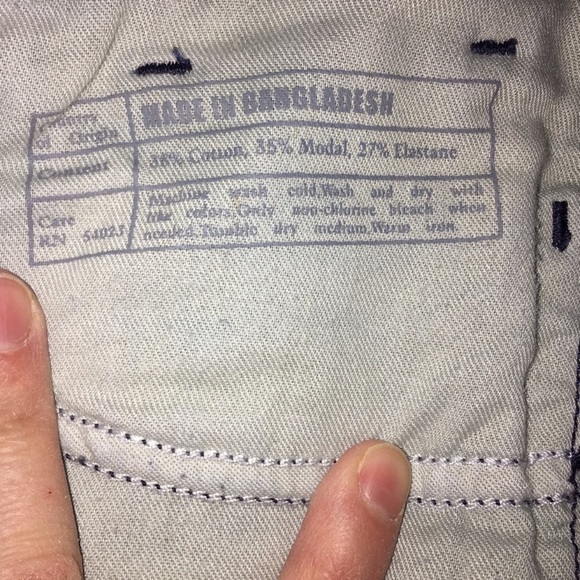 Country of Origin MADE IN BANGLADESH
Content 38% Cotton, 35% Modal, 27% Elastane
Machine wash cold.Wash and dry with
Care like colors.Only non-chlorine bleach when
RN 54023 needed.Tumble dry medium.Warm iron.